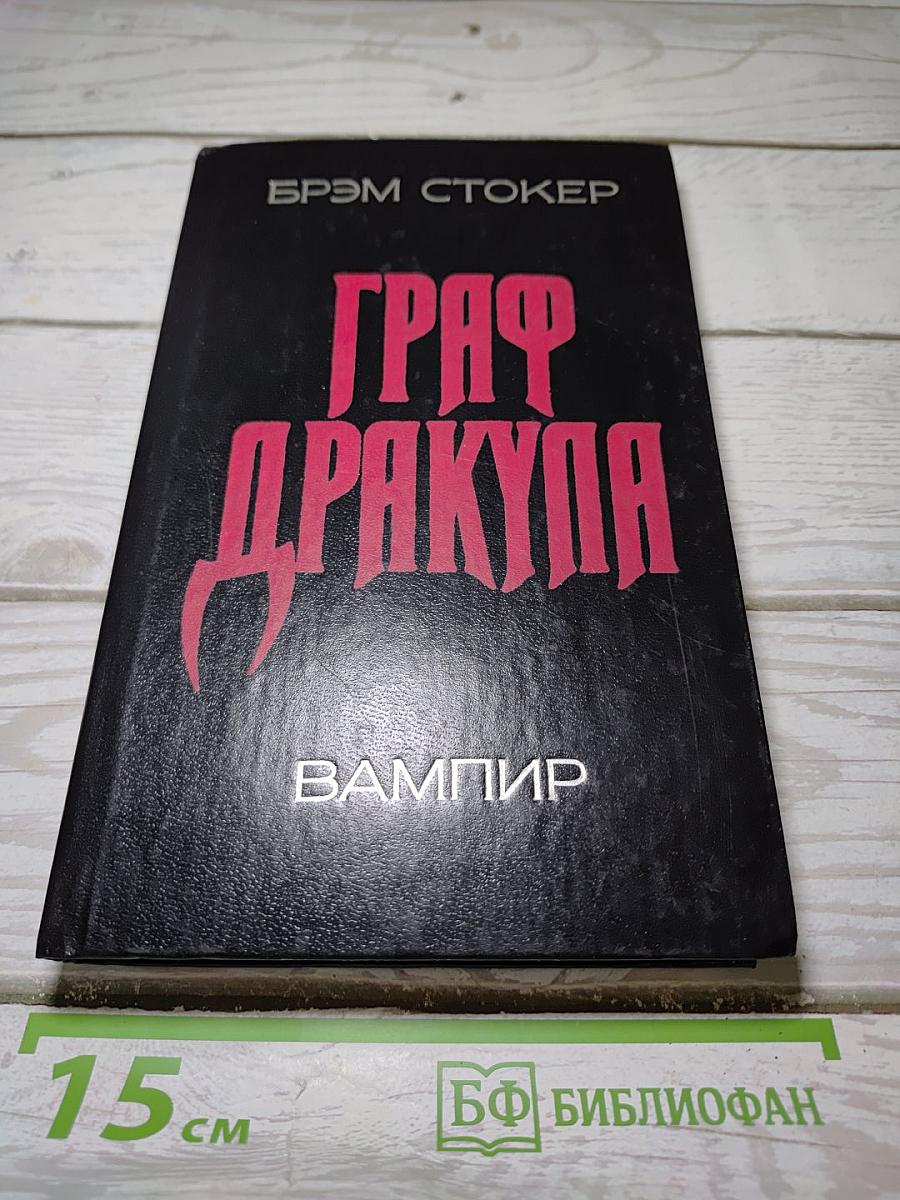 БРЭМ СТОКЕР
ГРАФ
ДРАКУЛА
ВАМПИР
15 см
БФ БИБЛИОФАН